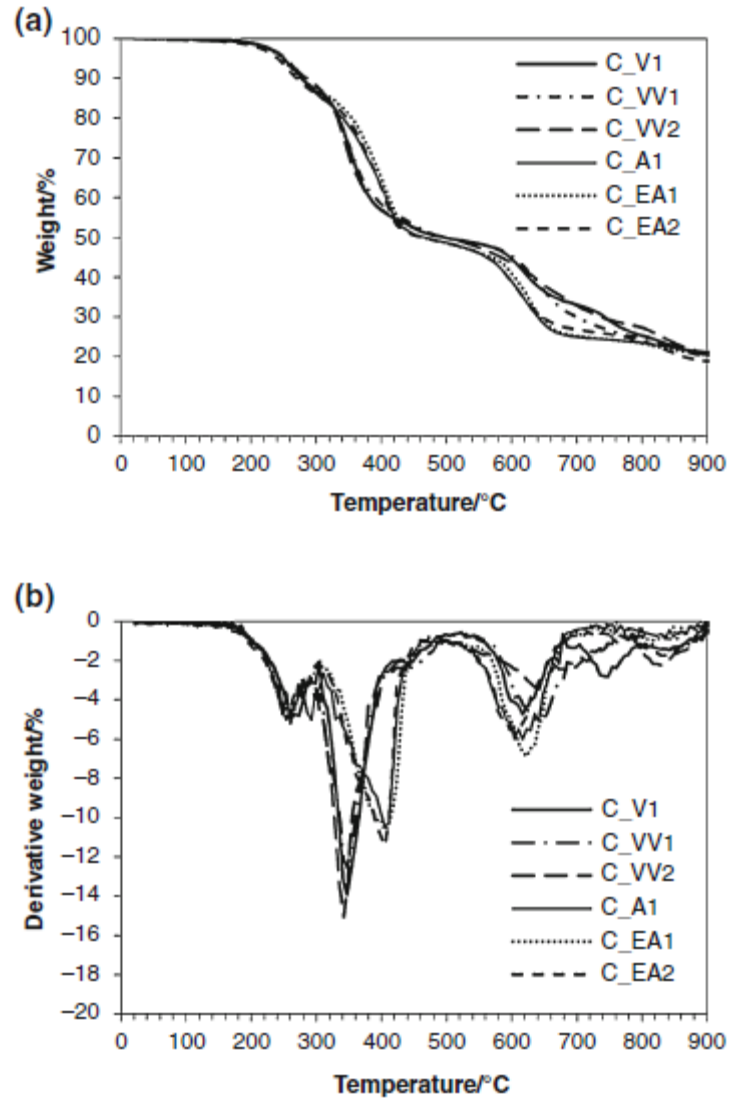 (a)
100
90
80
70
60
50
40
30
20
10
0
Weight/%
C_V1
C_VV1
C_VV2
C_A1
C_EA1
C_EA2
0 100 200 300 400 500 600 700 800 900
Temperature/°C
(b)
0
−2
−4
−6
−8
−10
−12
−14
−16
−18
−20
Derivative weight/%
C_V1
C_VV1
C_VV2
C_A1
C_EA1
C_EA2
0 100 200 300 400 500 600 700 800 900
Temperature/°C